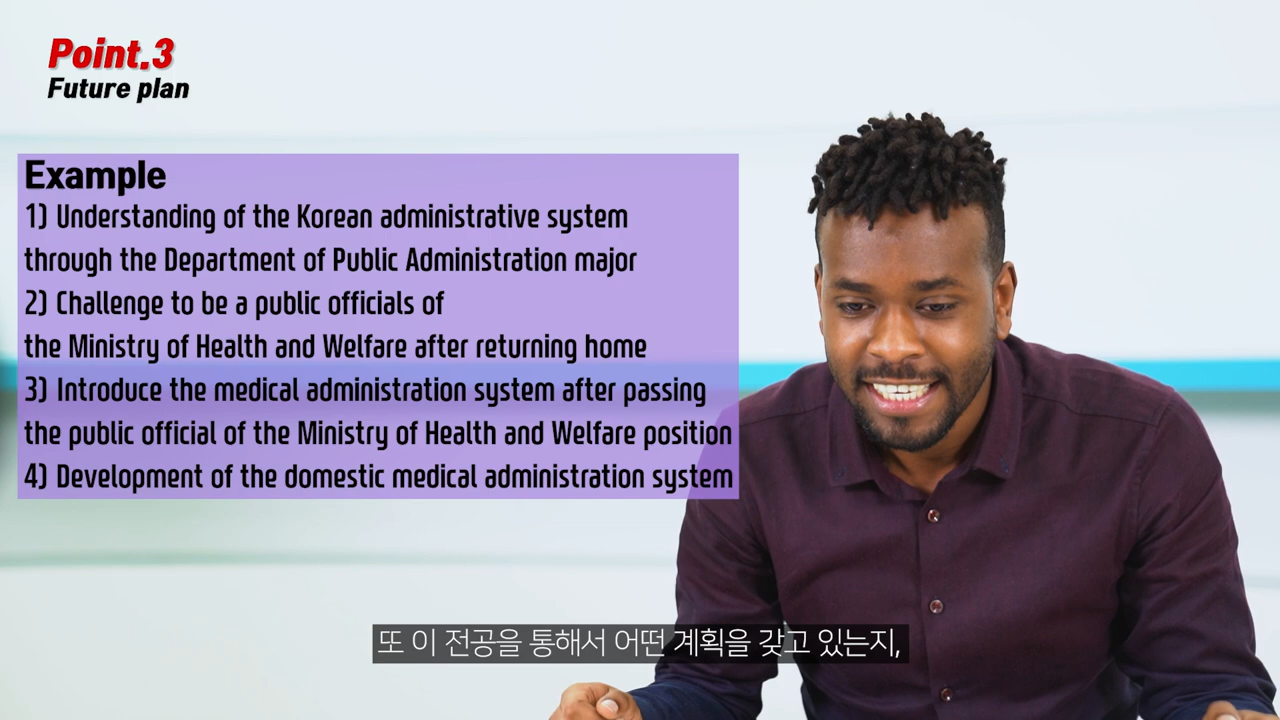 Point.3
Future plan
Example
1) Understanding of the Korean administrative system
through the Department of Public Administration major
2) Challenge to be a public officials of
the Ministry of Health and Welfare after returning home
3) Introduce the medical administration system after passing
the public official of the Ministry of Health and Welfare position
4) Development of the domestic medical administration system
또 이 전공을 통해서 어떤 계획을 갖고 있는지,